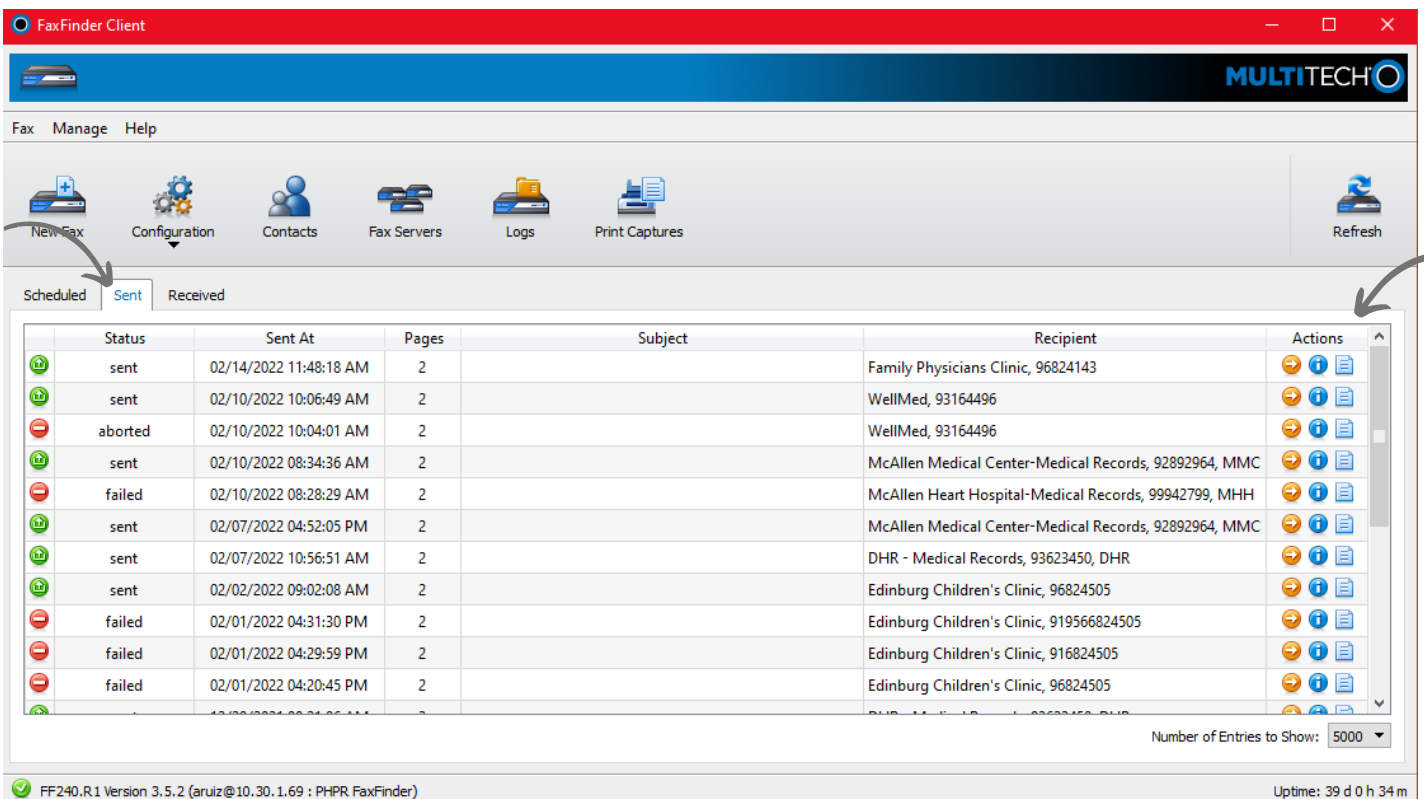 FaxFinder Client
MULTITECH
Fax Manage Help
New Fax Configuration Contacts Fax Servers Logs Print Captures Refresh
Scheduled Sent Received
Status Sent At Pages Subject Recipient Actions
sent 02/14/2022 11:48:18 AM 2 Family Physicians Clinic, 96824143
sent 02/10/2022 10:06:49 AM 2 WellMed, 93164496
aborted 02/10/2022 10:04:01 AM 2 WellMed, 93164496
sent 02/10/2022 08:34:36 AM 2 McAllen Medical Center-Medical Records, 92892964, MMC
failed 02/10/2022 08:28:29 AM 2 McAllen Heart Hospital-Medical Records, 99942799, MHH
sent 02/07/2022 04:52:05 PM 2 McAllen Medical Center-Medical Records, 92892964, MMC
sent 02/07/2022 10:56:51 AM 2 DHR - Medical Records, 93623450, DHR
sent 02/02/2022 09:02:08 AM 2 Edinburg Children's Clinic, 96824505
failed 02/01/2022 04:31:30 PM 2 Edinburg Children's Clinic, 919566824505
failed 02/01/2022 04:29:59 PM 2 Edinburg Children's Clinic, 916824505
failed 02/01/2022 04:20:45 PM 2 Edinburg Children's Clinic, 96824505
Number of Entries to Show: 5000
FF240.R1 Version 3.5.2 (aruiz@10.30.1.69 : PHPR FaxFinder) Uptime: 39 d 0 h 34 m